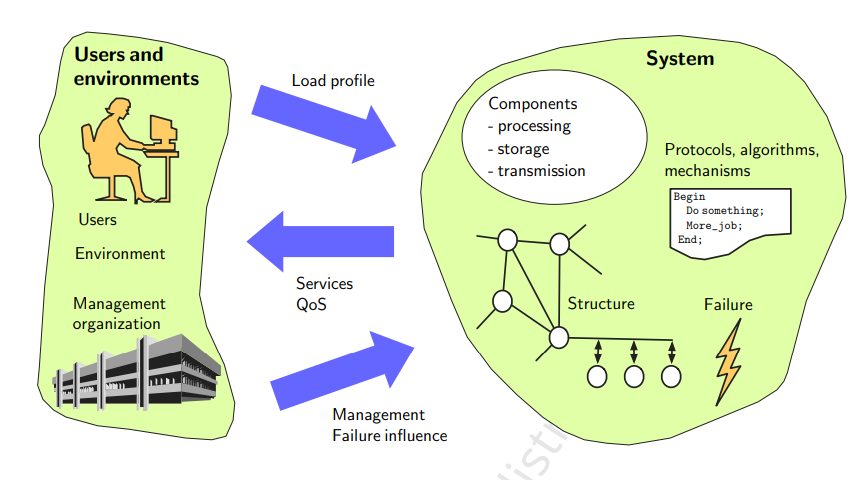 Users and
environments
Users
Environment
Management
organization
Load profile
Services
QoS
Management
Failure influence
System
Components
- processing
- storage
- transmission
Protocols, algorithms,
mechanisms
Begin
Do something;
More_job;
End;
Structure
Failure